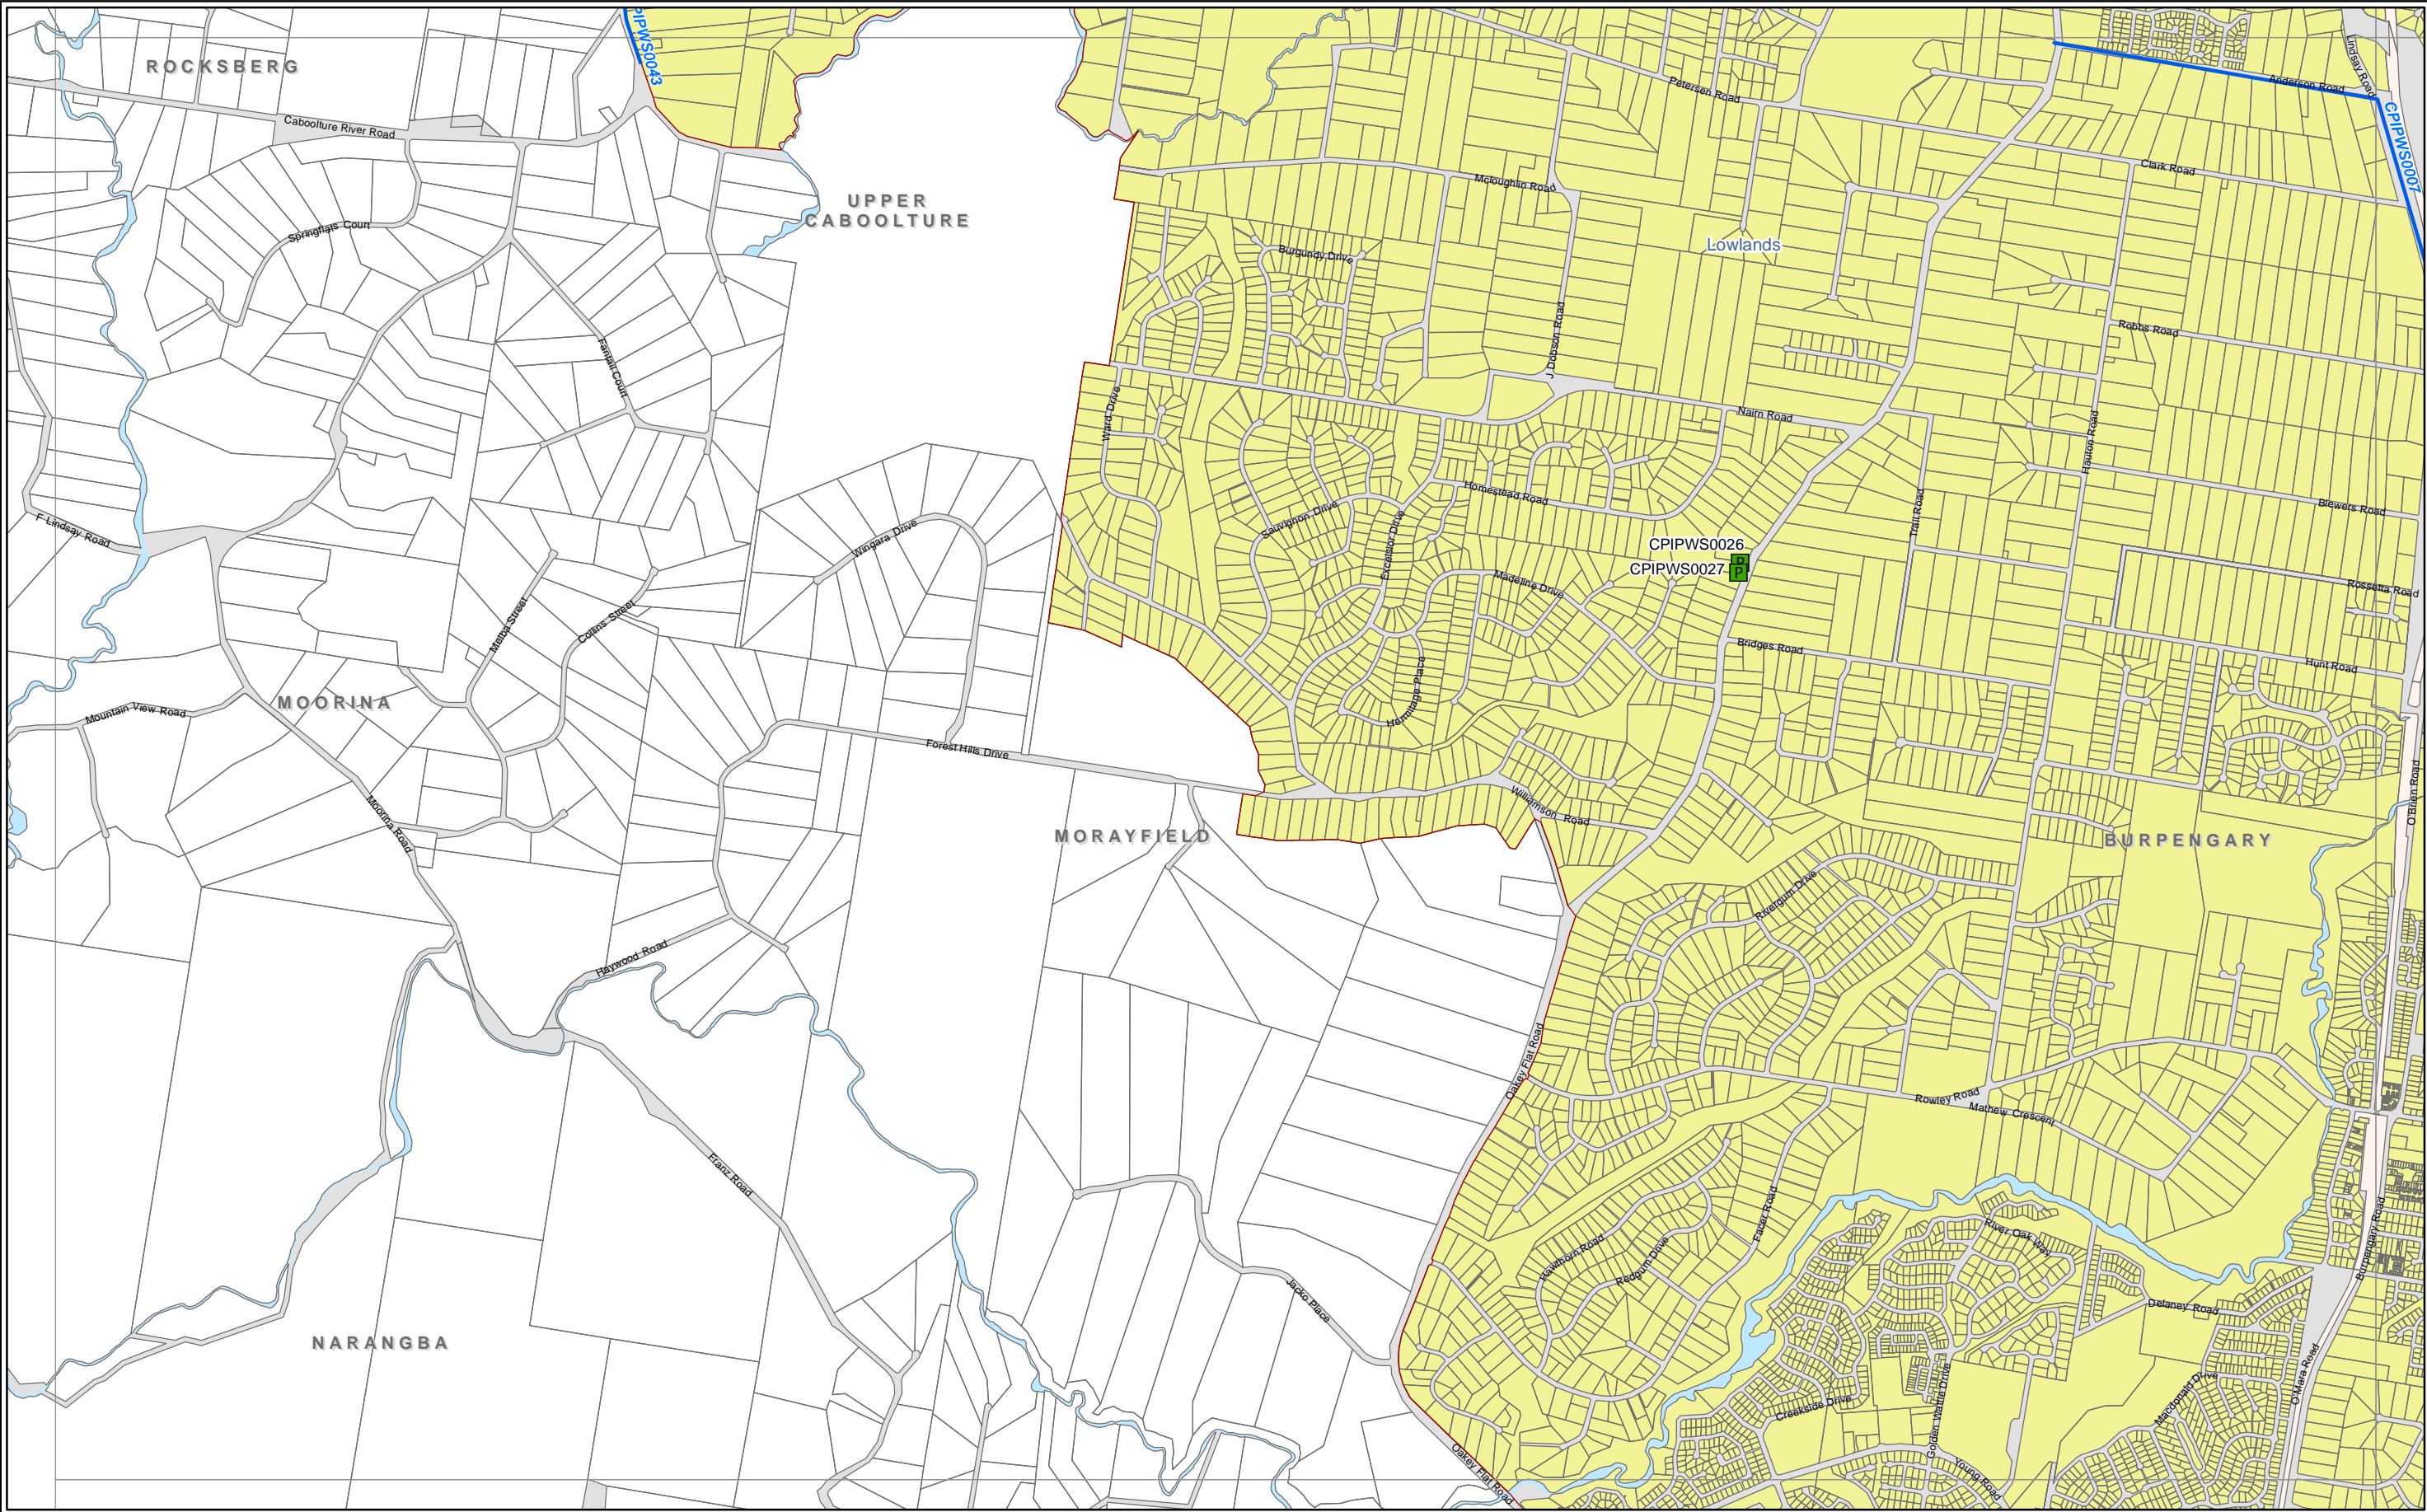 CPIPWS0043
ROCKSBERG
Caboolture River Road
Petersen Road
Lindsay Road
Anderson Road
CPIPWS0007
Clark Road
Mcloughlin Road
UPPER
CABOOLTURE
Springflats Court
Burgundy Drive
Lowlands
J Dobson Road
Robbs Road
Fantail Court
Ward Drive
Nairn Road
Hauton Road
Homestead Road
Sauvignon Drive
Excelsior Drive
Trail Road
Blewers Road
F Lindsay Road
Wingara Drive
CPIPWS0026
P
CPIPWS0027
P
Madeline Drive
Rossetta Road
Melba Street
Collins Street
Bridges Road
Hunt Road
Hermitage Place
MOORINA
Mountain View Road
Forest Hills Drive
O'Brien Road
Moorina Road
Williamson Road
MORAYFIELD
BURPENGARY
Rivergum Drive
Haywood Road
Oakey Flat Road
Rowley Road
Mathew Crescent
Franz Road
Facer Road
River Oak Way
Hawthorn Road
Redgum Drive
Burpengary Road
Jacko Place
Delaney Road
NARANGBA
Macdonald Drive
O'Mara Road
Creekside Drive
Golden Wattle Drive
Oakey Flat Road
Young Road